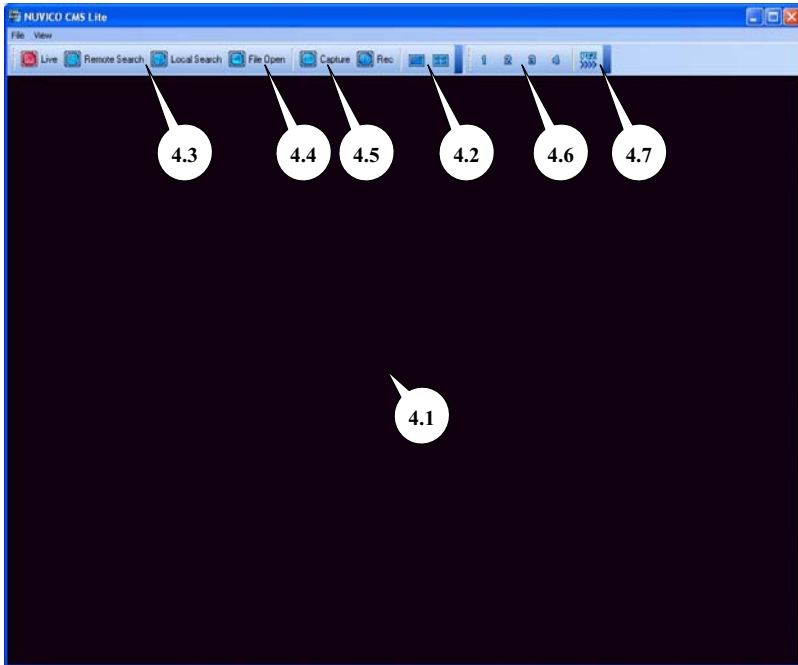 NUVICO CMS Lite
File View
Live Remote Search Local Search File Open Capture Rec 1 2 3 4
4.3 4.4 4.5 4.2 4.6 4.7
4.1